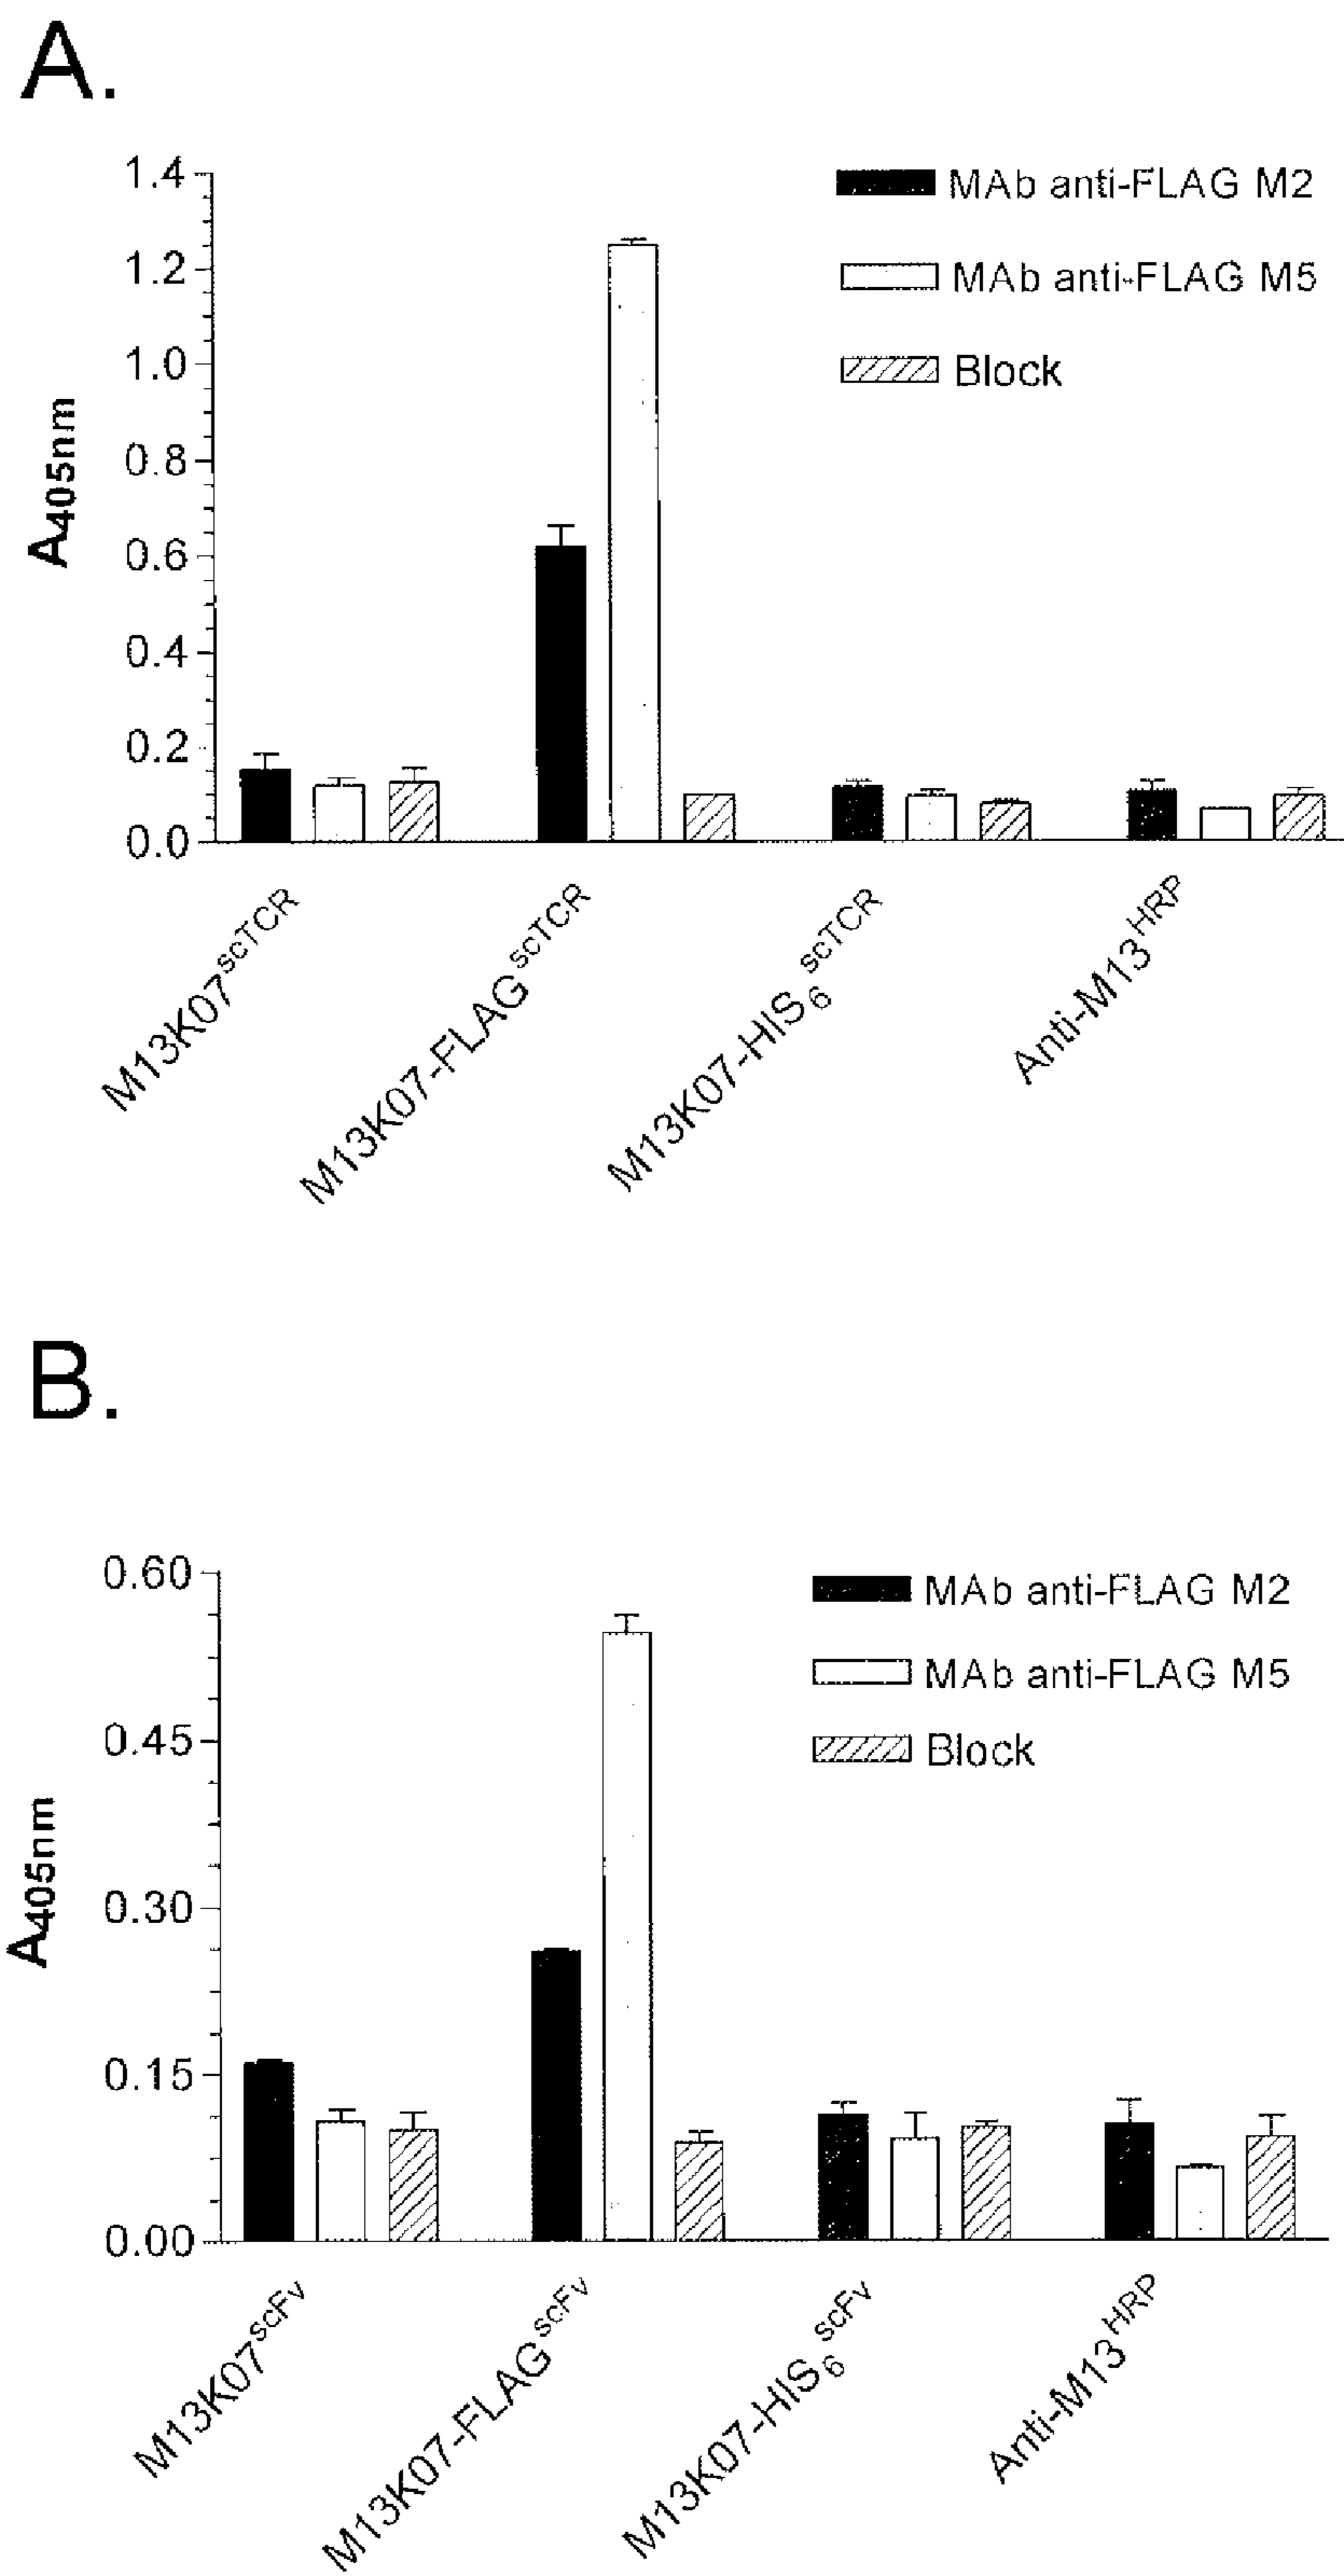 A.
1.4
1.2
1.0
0.8
0.6
0.4
0.2
0.0
A405nm
MAb anti-FLAG M2
MAb anti-FLAG M5
Block
M13K07scTCR
M13K07-FLAGscTCR
M13K07-HIS6scTCR
Anti-M13HRP
B.
0.60
0.45
0.30
0.15
0.00
A405nm
MAb anti-FLAG M2
MAb anti-FLAG M5
Block
M13K07scFv
M13K07-FLAGscFv
M13K07-HIS6scFv
Anti-M13HRP